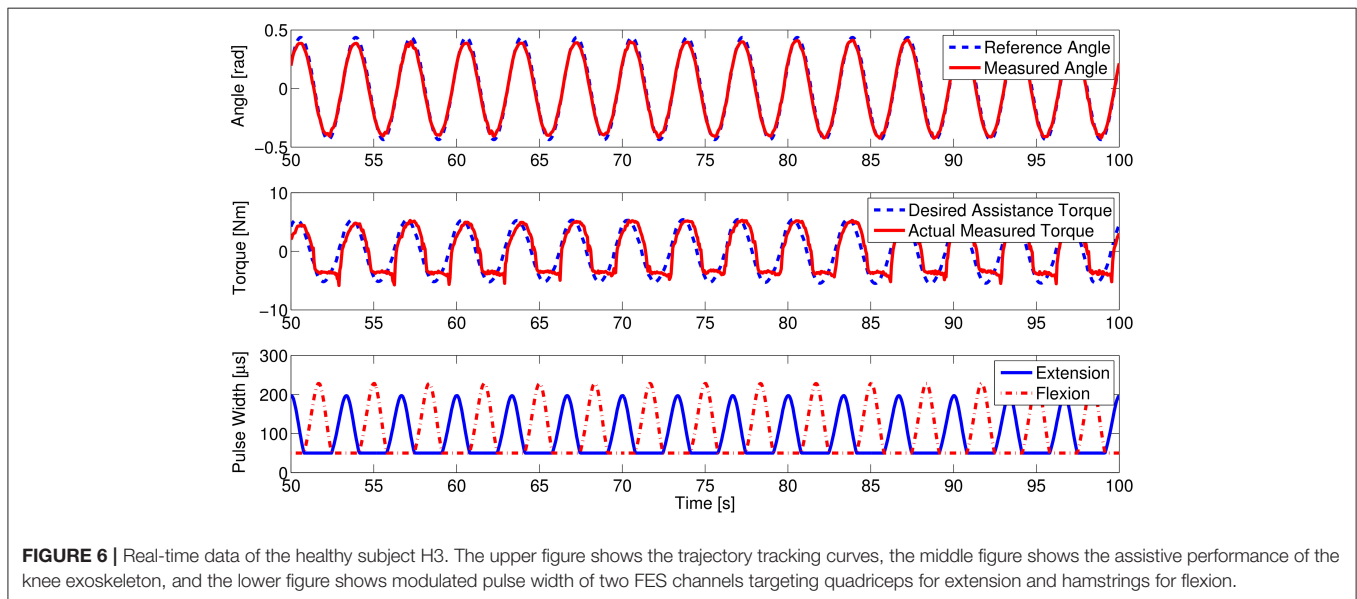 0.5
0
−0.5
Angle [rad]
Reference Angle
Measured Angle
50 55 60 65 70 75 80 85 90 95 100
10
0
−10
Torque [Nm]
Desired Assistance Torque
Actual Measured Torque
50 55 60 65 70 75 80 85 90 95 100
300
200
100
0
Pulse Width [µs]
Extension
Flexion
50 55 60 65 70 75 80 85 90 95 100
Time [s]
FIGURE 6 | Real-time data of the healthy subject H3. The upper figure shows the trajectory tracking curves, the middle figure shows the assistive performance of the
knee exoskeleton, and the lower figure shows modulated pulse width of two FES channels targeting quadriceps for extension and hamstrings for flexion.